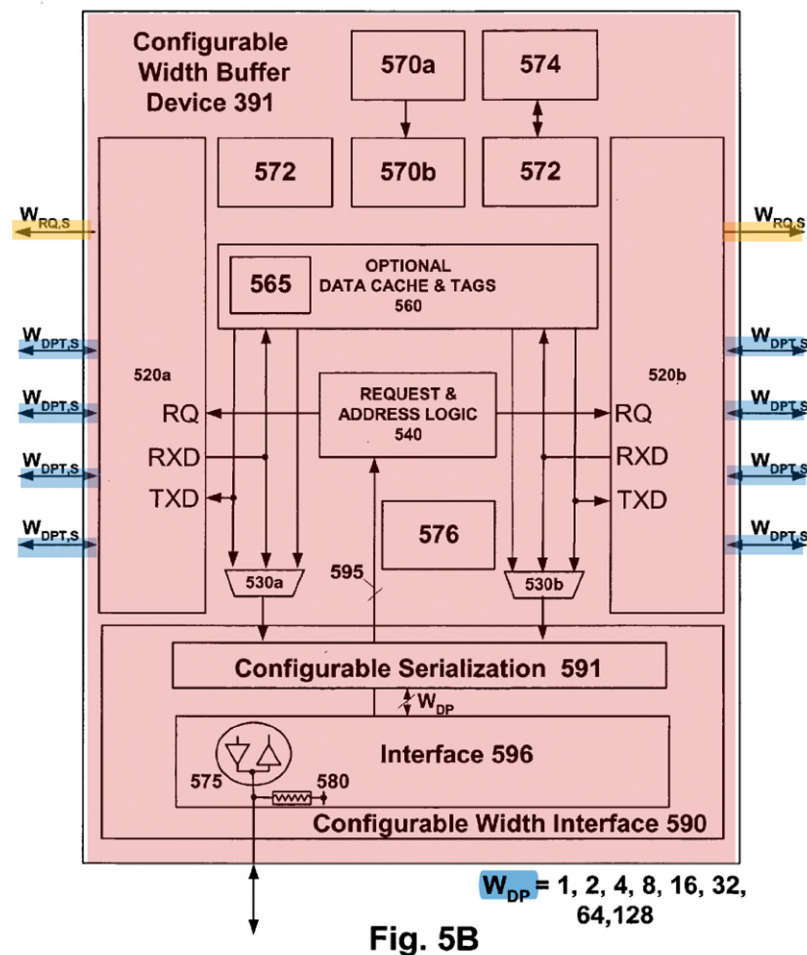 Configurable
Width Buffer
Device 391
570a
574
572
570b
572
W_RQ,S
W_RQ,S
565
OPTIONAL
DATA CACHE & TAGS
560
W_DPT,S
W_DPT,S
520a
520b
REQUEST &
ADDRESS LOGIC
540
W_DPT,S
W_DPT,S
RQ
RQ
RXD
RXD
W_DPT,S
W_DPT,S
TXD
TXD
W_DPT,S
W_DPT,S
576
595
530a
530b
Configurable Serialization 591
W_DP
Interface 596
575
580
Configurable Width Interface 590
W_DP = 1, 2, 4, 8, 16, 32,
64,128
Fig. 5B